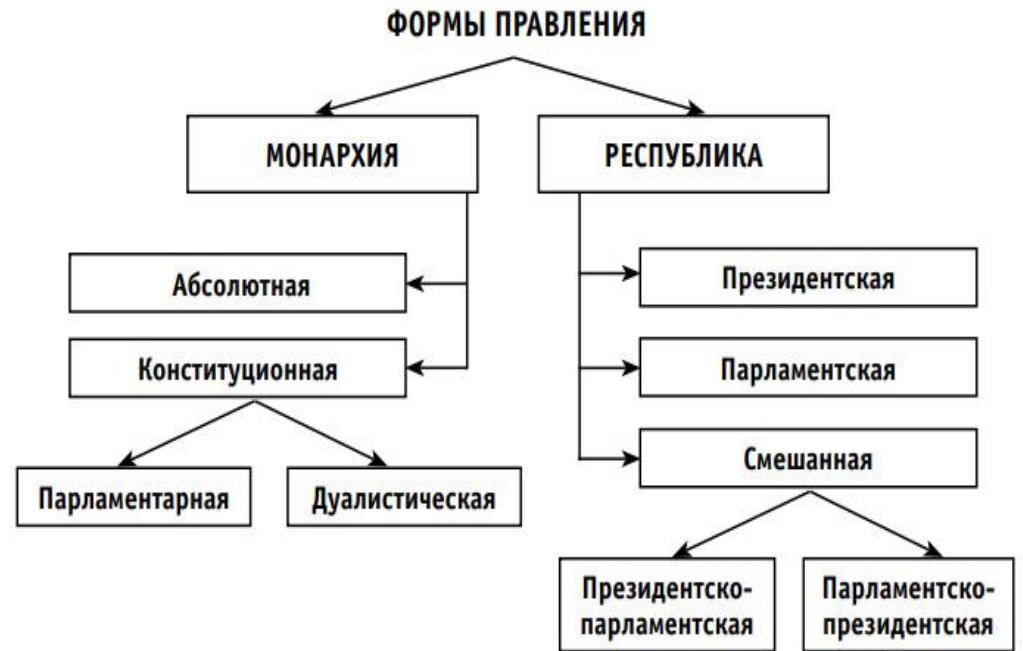 ФОРМЫ ПРАВЛЕНИЯ
МОНАРХИЯ
РЕСПУБЛИКА
Абсолютная
Конституционная
Парламентарная
Дуалистическая
Президентская
Парламентская
Смешанная
Президентско-
парламентская
Парламентско-
президентская